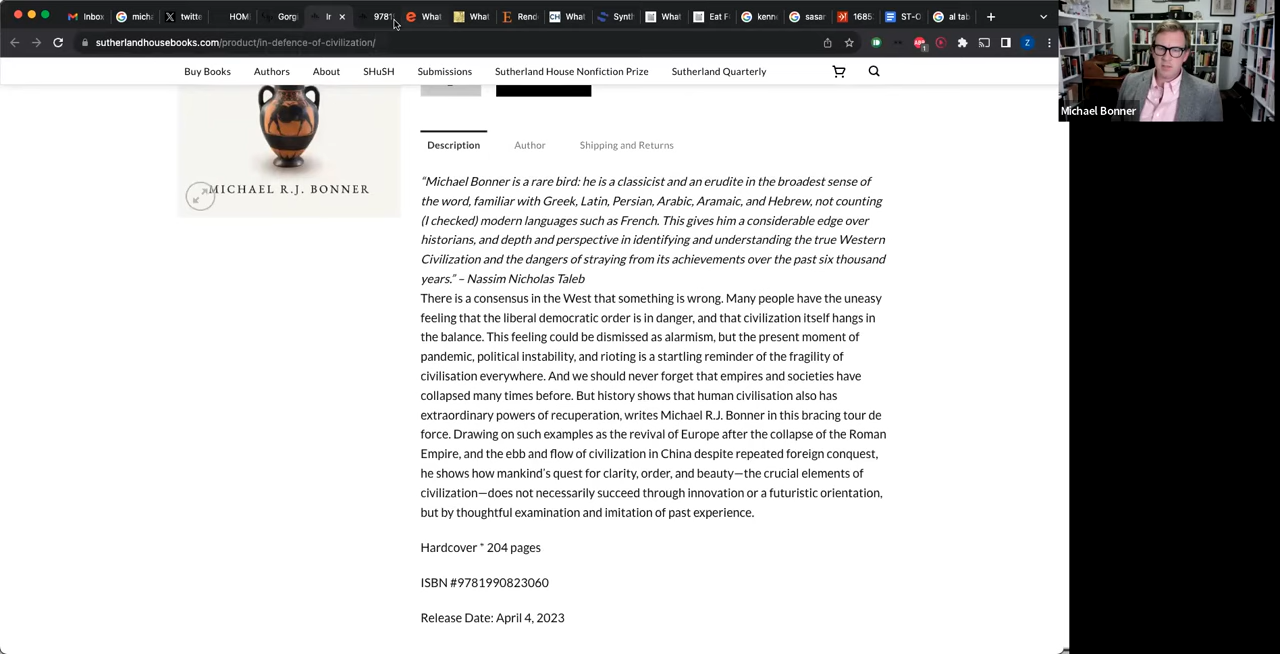 Inbox
micha
twitte
HOMI
Gorg
Ir
9781
What
What
Rend
What
Synth
What
Eat F
kenn
sasar
1685
ST-O
al tab
sutherlandhousebooks.com/product/in-defence-of-civilization/
Buy Books Authors About SHuSH Submissions Sutherland House Nonfiction Prize Sutherland Quarterly
Michael Bonner
MICHAEL R.J. BONNER
Description Author Shipping and Returns
“Michael Bonner is a rare bird: he is a classicist and an erudite in the broadest sense of
the word, familiar with Greek, Latin, Persian, Arabic, Aramaic, and Hebrew, not counting
(I checked) modern languages such as French. This gives him a considerable edge over
historians, and depth and perspective in identifying and understanding the true Western
Civilization and the dangers of straying from its achievements over the past six thousand
years.” – Nassim Nicholas Taleb
There is a consensus in the West that something is wrong. Many people have the uneasy
feeling that the liberal democratic order is in danger, and that civilization itself hangs in
the balance. This feeling could be dismissed as alarmism, but the present moment of
pandemic, political instability, and rioting is a startling reminder of the fragility of
civilisation everywhere. And we should never forget that empires and societies have
collapsed many times before. But history shows that human civilisation also has
extraordinary powers of recuperation, writes Michael R.J. Bonner in this bracing tour de
force. Drawing on such examples as the revival of Europe after the collapse of the Roman
Empire, and the ebb and flow of civilization in China despite repeated foreign conquest,
he shows how mankind’s quest for clarity, order, and beauty—the crucial elements of
civilization—does not necessarily succeed through innovation or a futuristic orientation,
but by thoughtful examination and imitation of past experience.
Hardcover * 204 pages
ISBN #9781990823060
Release Date: April 4, 2023